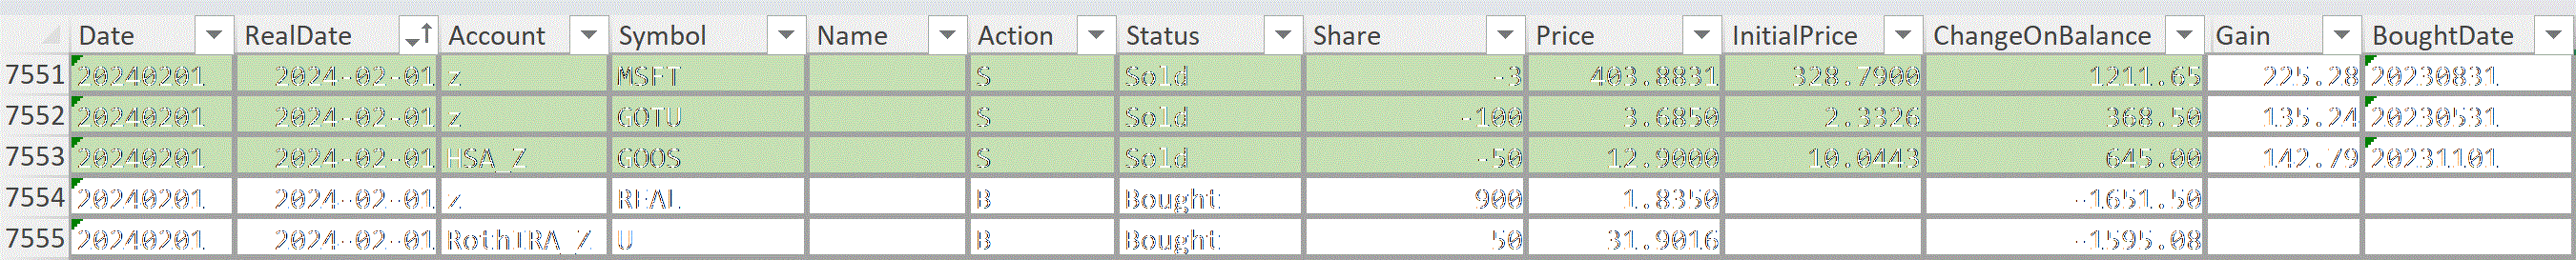 Date RealDate Account Symbol Name Action Status Share Price InitialPrice ChangeOnBalance Gain BoughtDate
7551 20240201 2024-02-01 z MSFT S Sold -3 403.8831 328.7900 1211.65 225.28 20230831
7552 20240201 2024-02-01 z GOTU S Sold -100 3.6850 2.3326 368.50 135.24 20230531
7553 20240201 2024-02-01 HSA_Z GOOS S Sold -50 12.9000 10.0443 645.00 142.79 20231101
7554 20240201 2024-02-01 z REAL B Bought 900 1.8350 -1651.50
7555 20240201 2024-02-01 RothIRA_Z U B Bought 50 31.9016 -1595.08